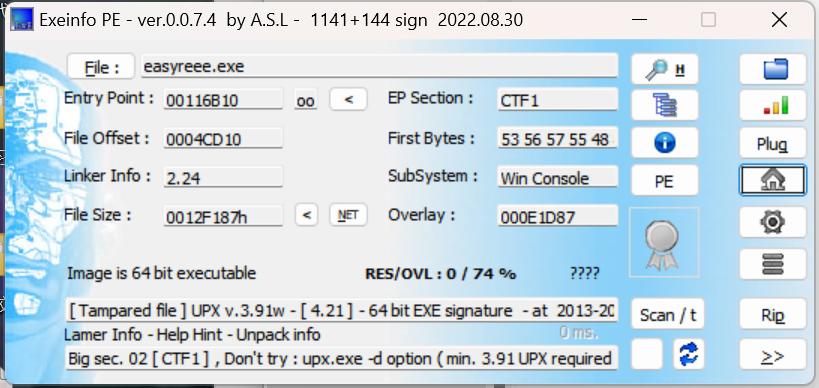 Exeinfo PE - ver.0.0.7.4 by A.S.L - 1141+144 sign 2022.08.30
File : easyreee.exe H
Entry Point : 00116B10 oo < EP Section : CTF1
File Offset : 0004CD10 First Bytes : 53 56 57 55 48 Plug
Linker Info : 2.24 SubSystem : Win Console PE
File Size : 0012F187h < NET Overlay : 000E1D87
Image is 64 bit executable RES/OVL : 0 / 74 % ????
[ Tampared file ] UPX v.3.91w - [ 4.21 ] - 64 bit EXE signature - at 2013-20 Scan / t Rip
Lamer Info - Help Hint - Unpack info 0 ms.
Big sec. 02 [ CTF1 ] , Don't try : upx.exe -d option ( min. 3.91 UPX required >>